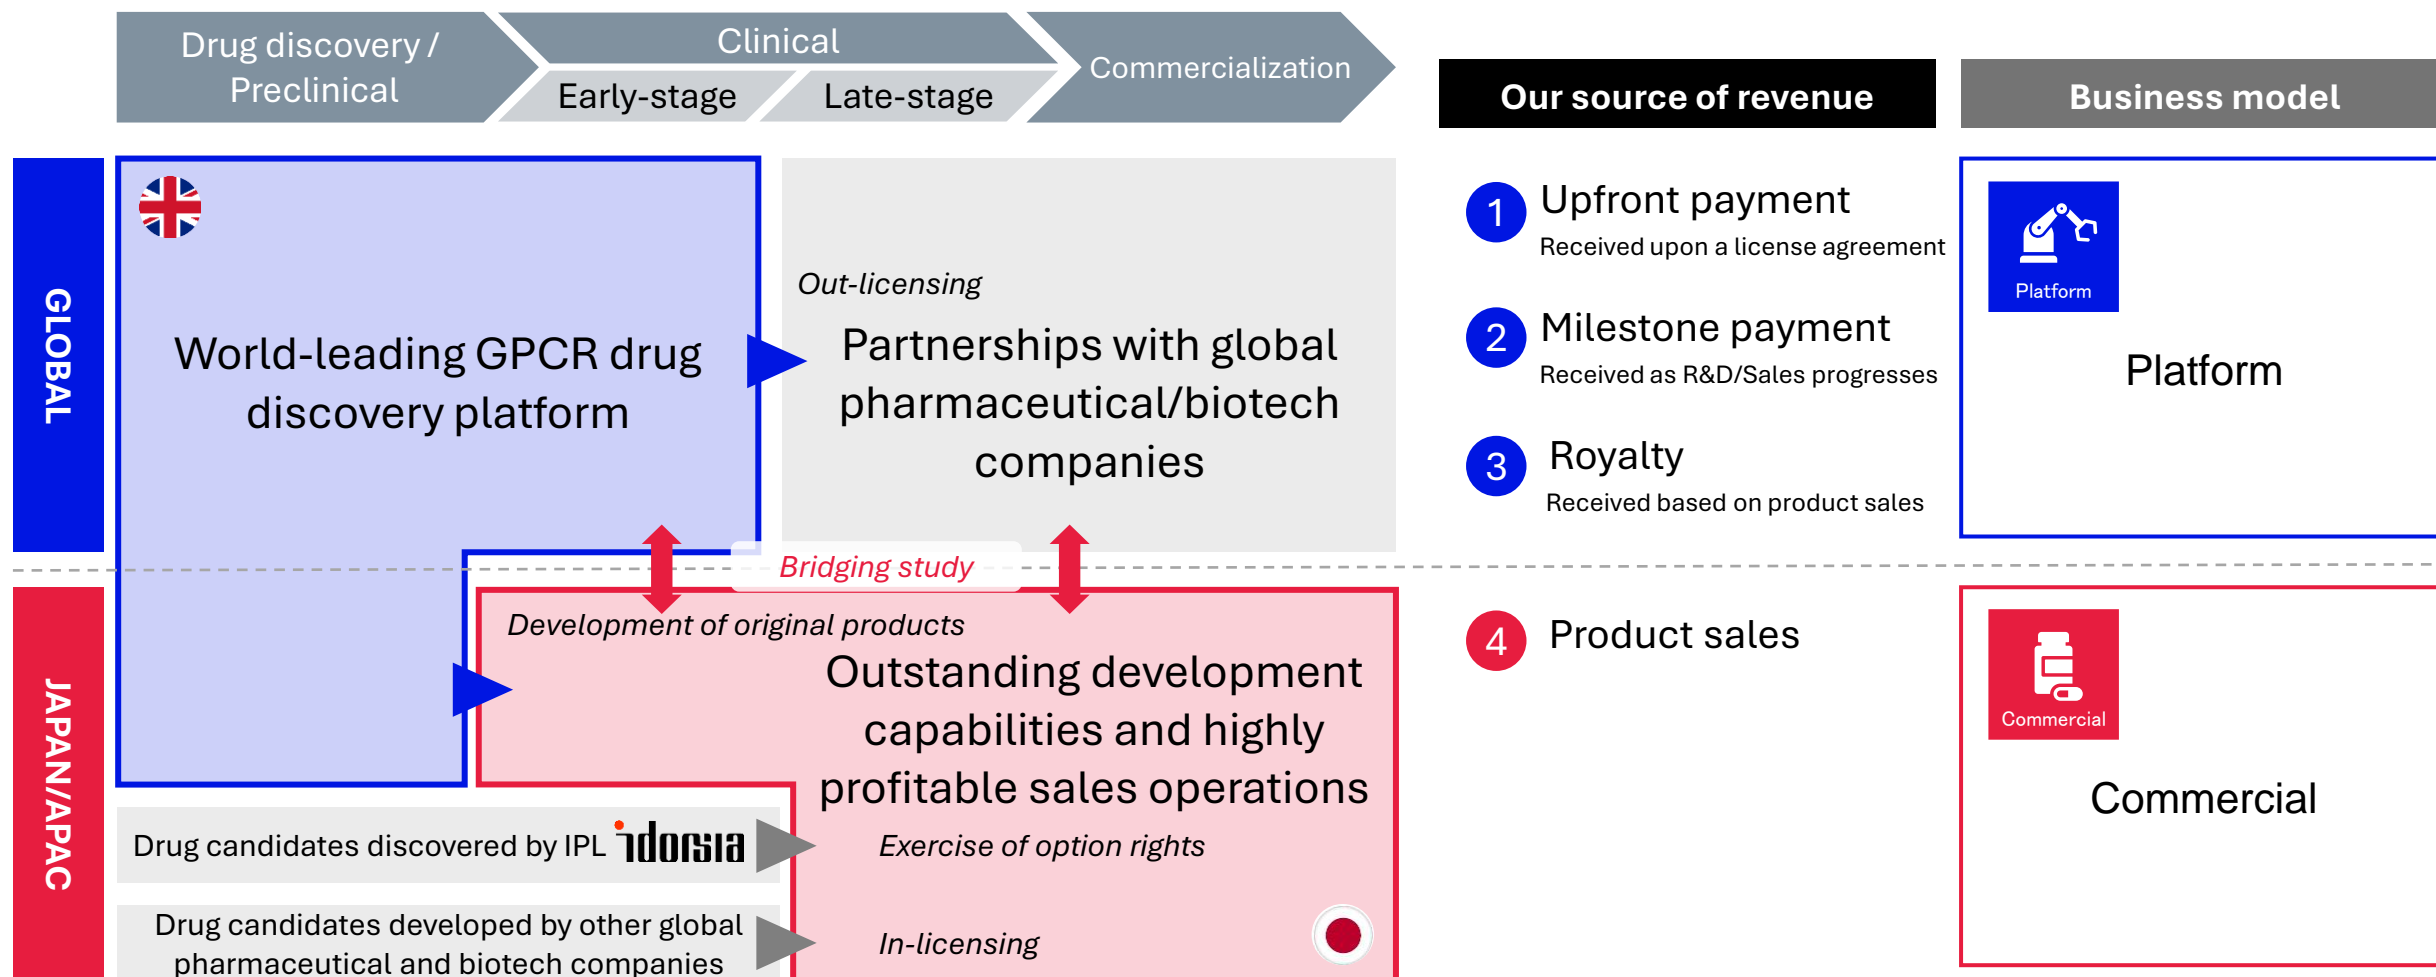 Drug discovery /
Preclinical
Clinical
Early-stage
Late-stage
Commercialization
Our source of revenue
Business model
GLOBAL
World-leading GPCR drug
discovery platform
Out-licensing
Partnerships with global
pharmaceutical/biotech
companies
1 Upfront payment
Received upon a license agreement
2 Milestone payment
Received as R&D/Sales progresses
3 Royalty
Received based on product sales
Platform
Platform
Bridging study
JAPAN/APAC
Development of original products
Outstanding development
capabilities and highly
profitable sales operations
4 Product sales
Commercial
Commercial
Drug candidates discovered by IPL idorsia
Exercise of option rights
Drug candidates developed by other global
pharmaceutical and biotech companies
In-licensing